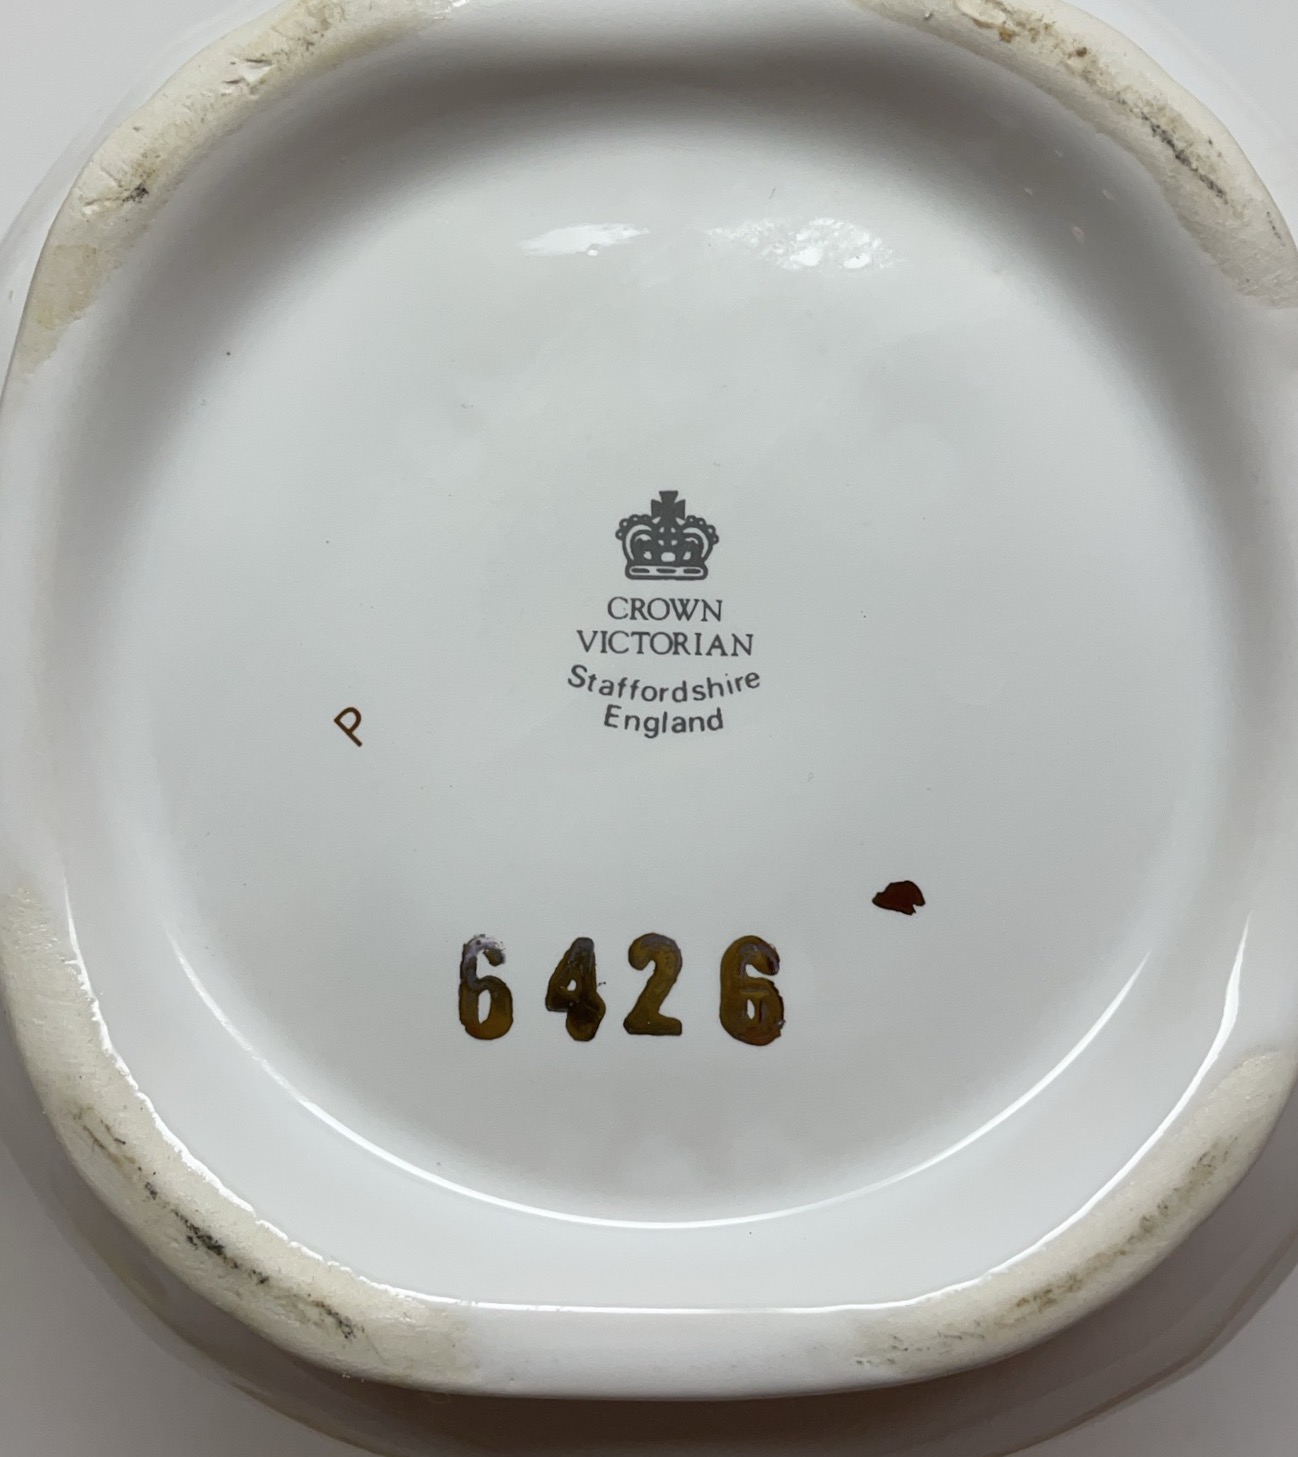 CROWN
VICTORIAN
Staffordshire
England
P
6426